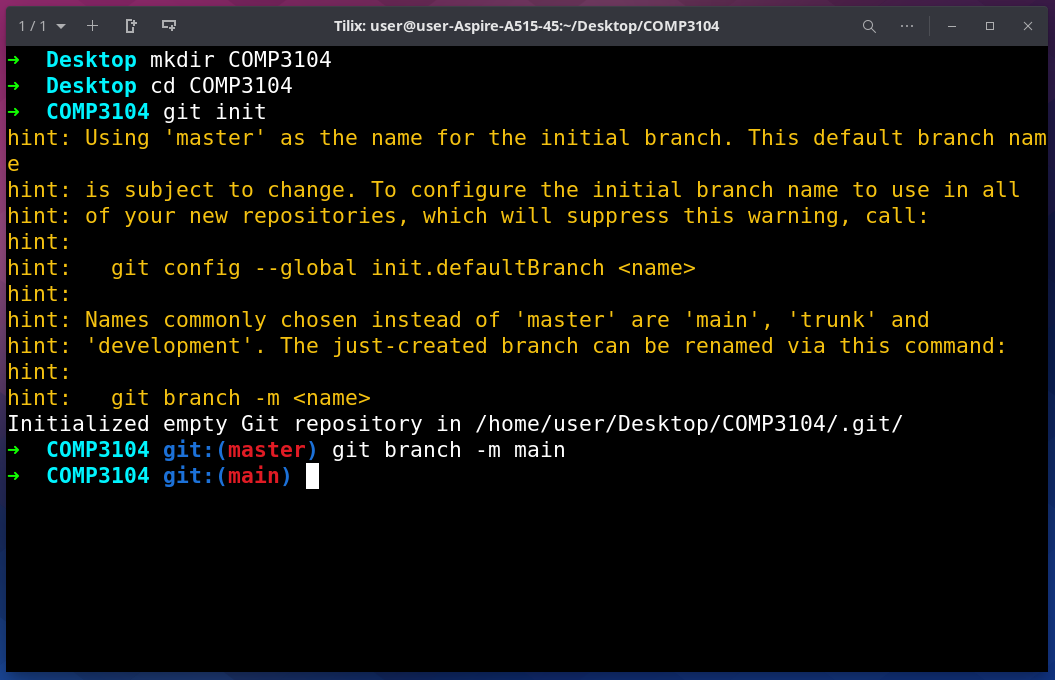 1 / 1
Tilix: user@user-Aspire-A515-45:~/Desktop/COMP3104
➜  Desktop mkdir COMP3104
➜  Desktop cd COMP3104
➜  COMP3104 git init
hint: Using 'master' as the name for the initial branch. This default branch nam
e
hint: is subject to change. To configure the initial branch name to use in all
hint: of your new repositories, which will suppress this warning, call:
hint:
hint:   git config --global init.defaultBranch <name>
hint:
hint: Names commonly chosen instead of 'master' are 'main', 'trunk' and
hint: 'development'. The just-created branch can be renamed via this command:
hint:
hint:   git branch -m <name>
Initialized empty Git repository in /home/user/Desktop/COMP3104/.git/
➜  COMP3104 git:(master) git branch -m main
➜  COMP3104 git:(main)